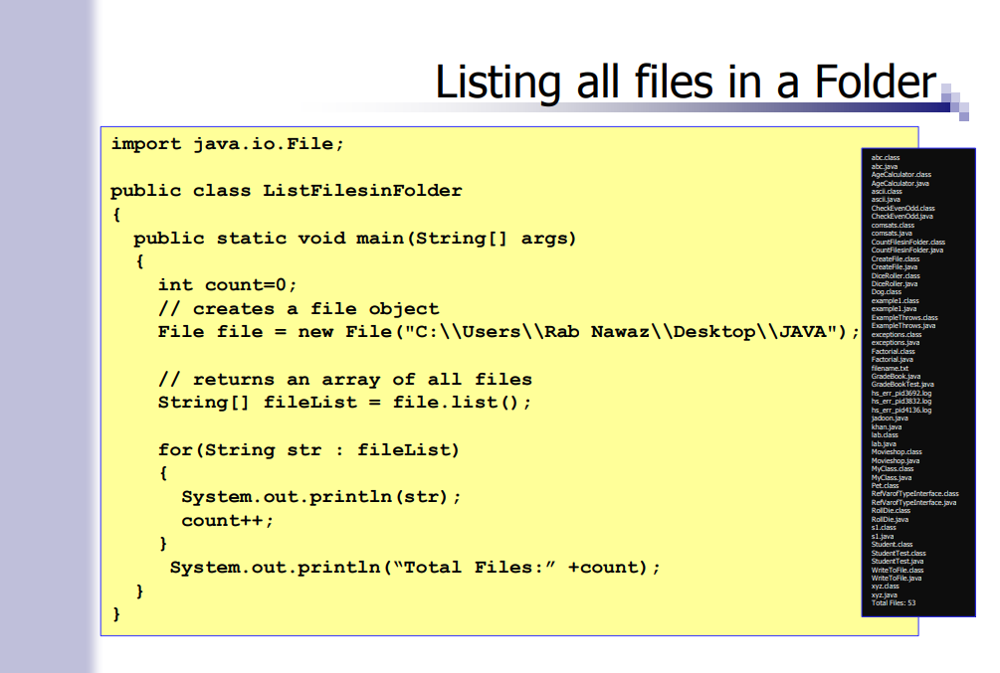 Listing all files in a Folder
import java.io.File;
public class ListFilesinFolder
{
public static void main(String[] args)
{
int count=0;
// creates a file object
File file = new File("C:\\Users\\Rab Nawaz\\Desktop\\JAVA");
// returns an array of all files
String[] fileList = file.list();
for(String str : fileList)
{
System.out.println(str);
count++;
}
System.out.println(“Total Files:” +count);
}
}
abc.class
abc.java
AgeCalculator.class
AgeCalculator.java
ascii.class
ascii.java
CheckEvenOdd.class
CheckEvenOdd.java
comsats.class
comsats.java
CountFilesinFolder.class
CountFilesinFolder.java
CreateFile.class
CreateFile.java
DiceRoller.class
DiceRoller.java
Dog.class
example1.class
example1.java
ExampleThrows.class
ExampleThrows.java
exceptions.class
exceptions.java
Factorial.class
Factorial.java
filename.txt
GradeBook.java
GradeBookTest.java
hs_err_pid3692.log
hs_err_pid3832.log
hs_err_pid4136.log
jadoon.java
khan.java
lab.class
lab.java
Movieshop.class
Movieshop.java
MyClass.class
MyClass.java
Pet.class
RefVarofTypeInterface.class
RefVarofTypeInterface.java
RollDie.class
RollDie.java
s1.class
s1.java
Student.class
StudentTest.class
StudentTest.java
WriteToFile.class
WriteToFile.java
xyz.class
xyz.java
Total Files: 53